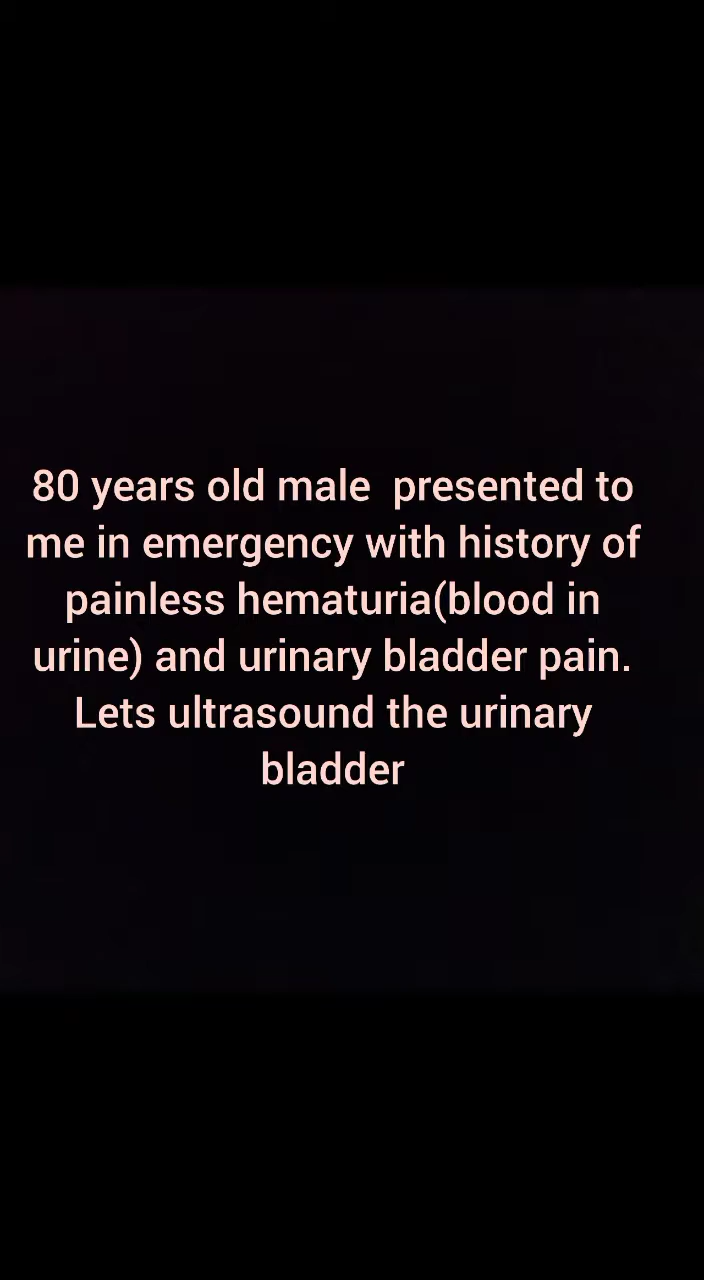 80 years old male  presented to
me in emergency with history of
painless hematuria(blood in
urine) and urinary bladder pain.
Lets ultrasound the urinary
bladder